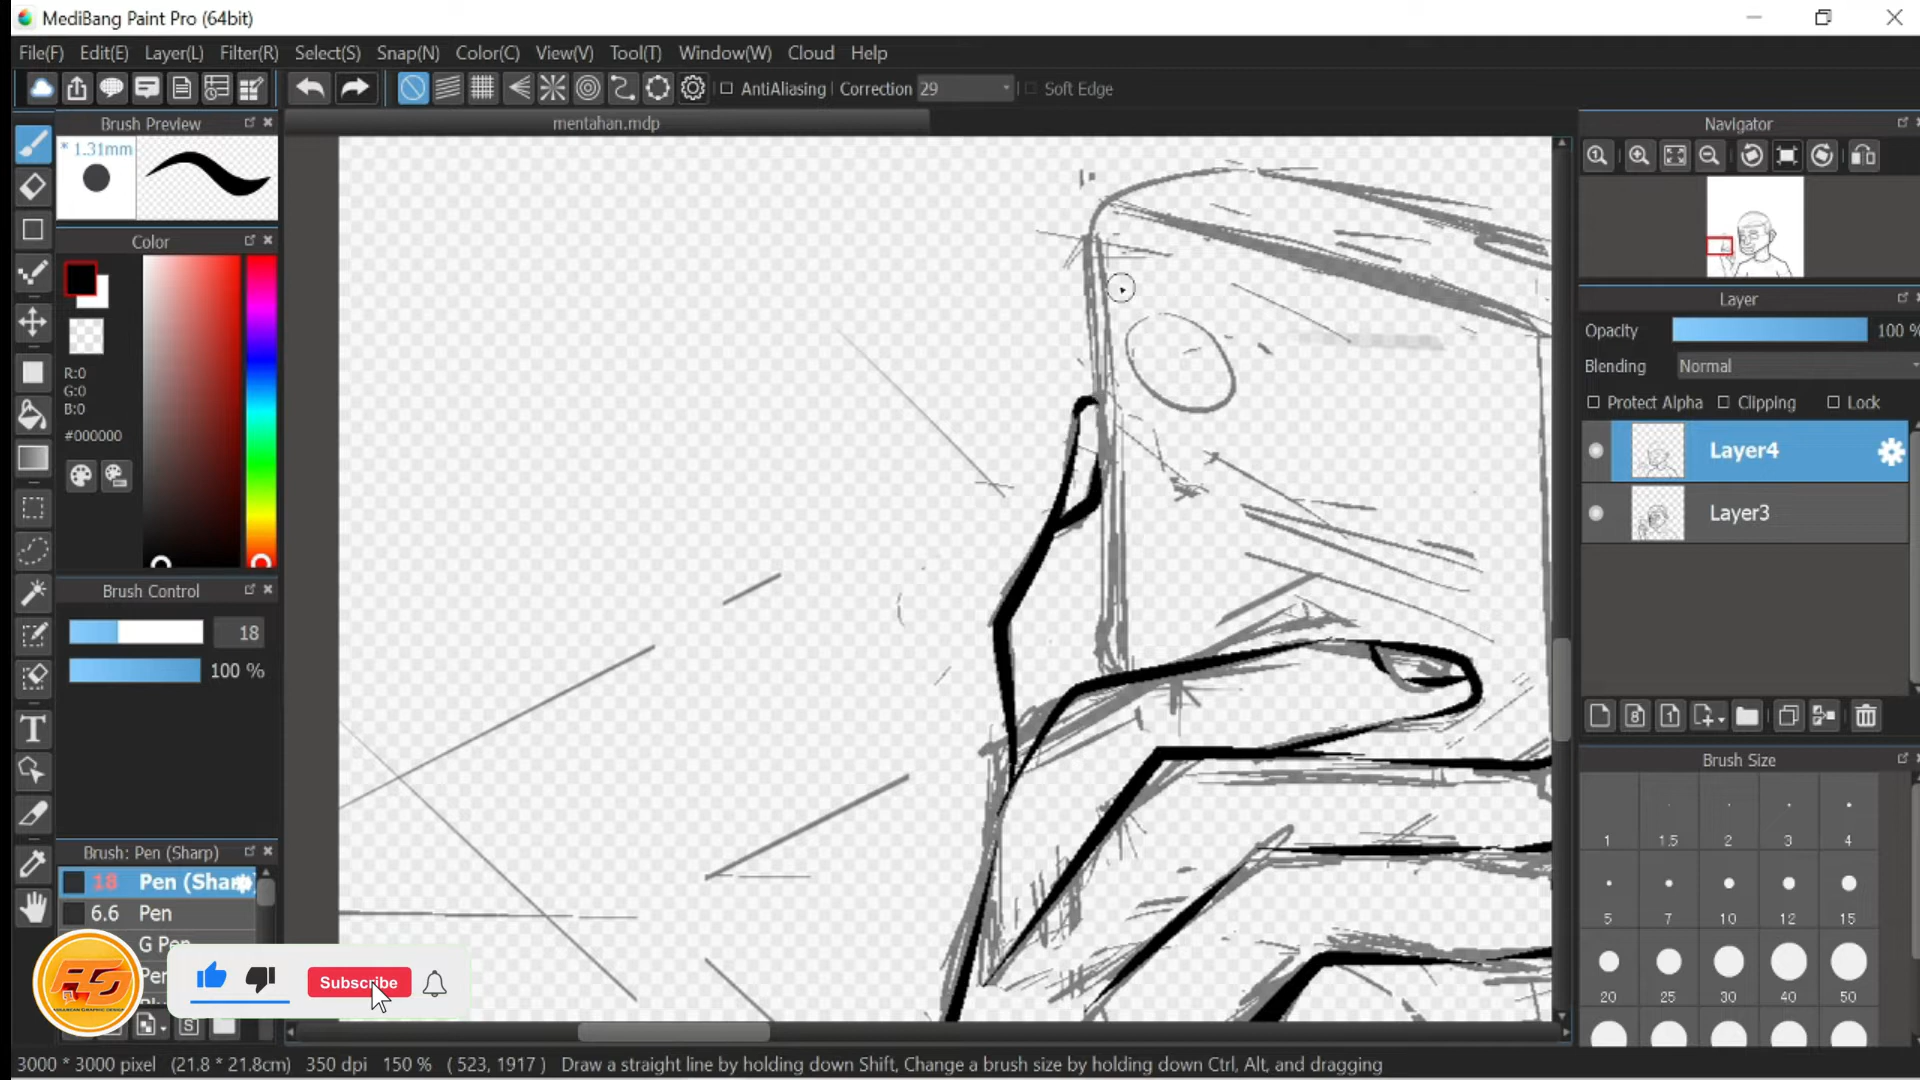 MediBang Paint Pro (64bit)
File(F) Edit(E) Layer(L) Filter(R) Select(S) Snap(N) Color(C) View(V) Tool(T) Window(W) Cloud Help
AntiAliasing Correction 29 Soft Edge
Brush Preview
mentahan.mdp
Navigator
* 1.31mm
Color
R:0
G:0
B:0
#000000
Layer
Opacity 100 %
Blending Normal
Protect Alpha Clipping Lock
Layer4
Layer3
Brush Control
18
100 %
Brush Size
1 1.5 2 3 4
5 7 10 12 15
20 25 30 40 50
Brush: Pen (Sharp)
18 Pen (Shar
6.6 Pen
G Pen
Subscribe
3000 * 3000 pixel (21.8 * 21.8cm) 350 dpi 150 % ( 523, 1917 ) Draw a straight line by holding down Shift, Change a brush size by holding down Ctrl, Alt, and dragging